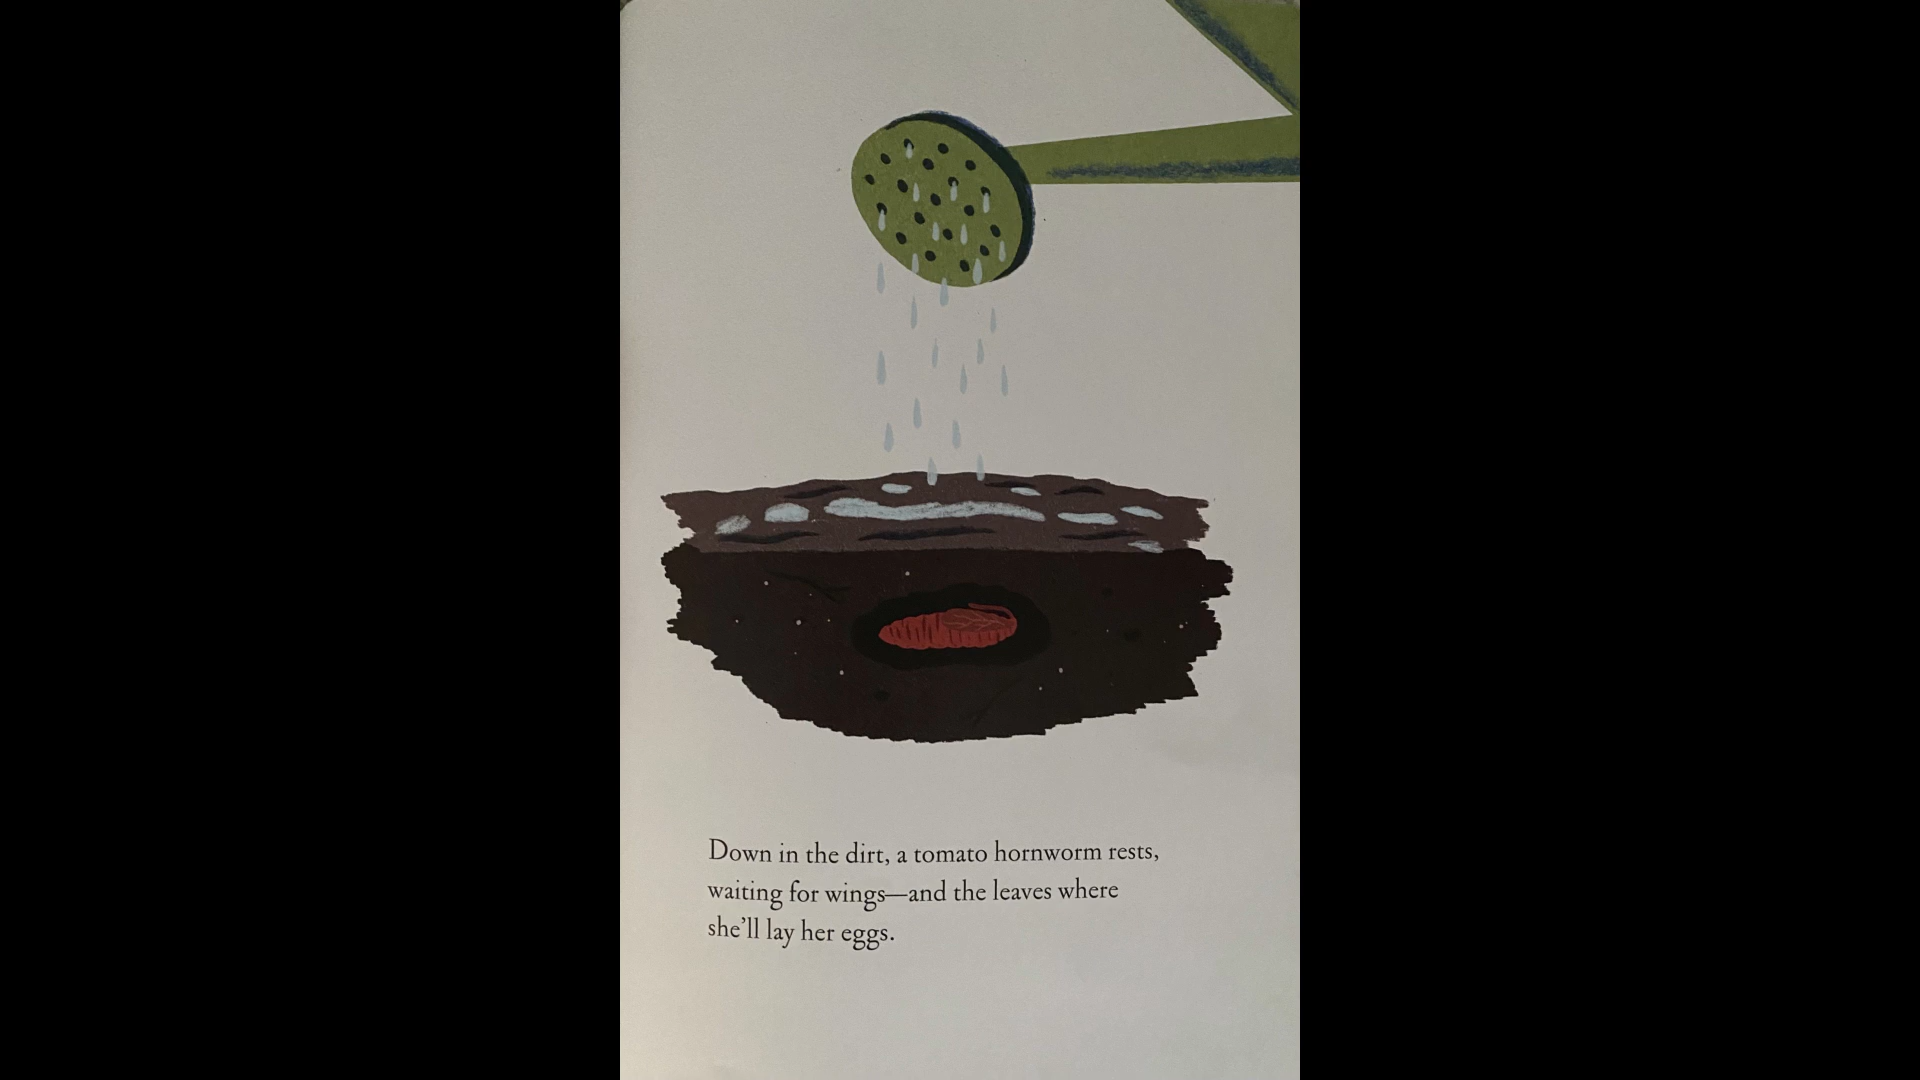 Down in the dirt, a tomato hornworm rests,
waiting for wings—and the leaves where
she'll lay her eggs.